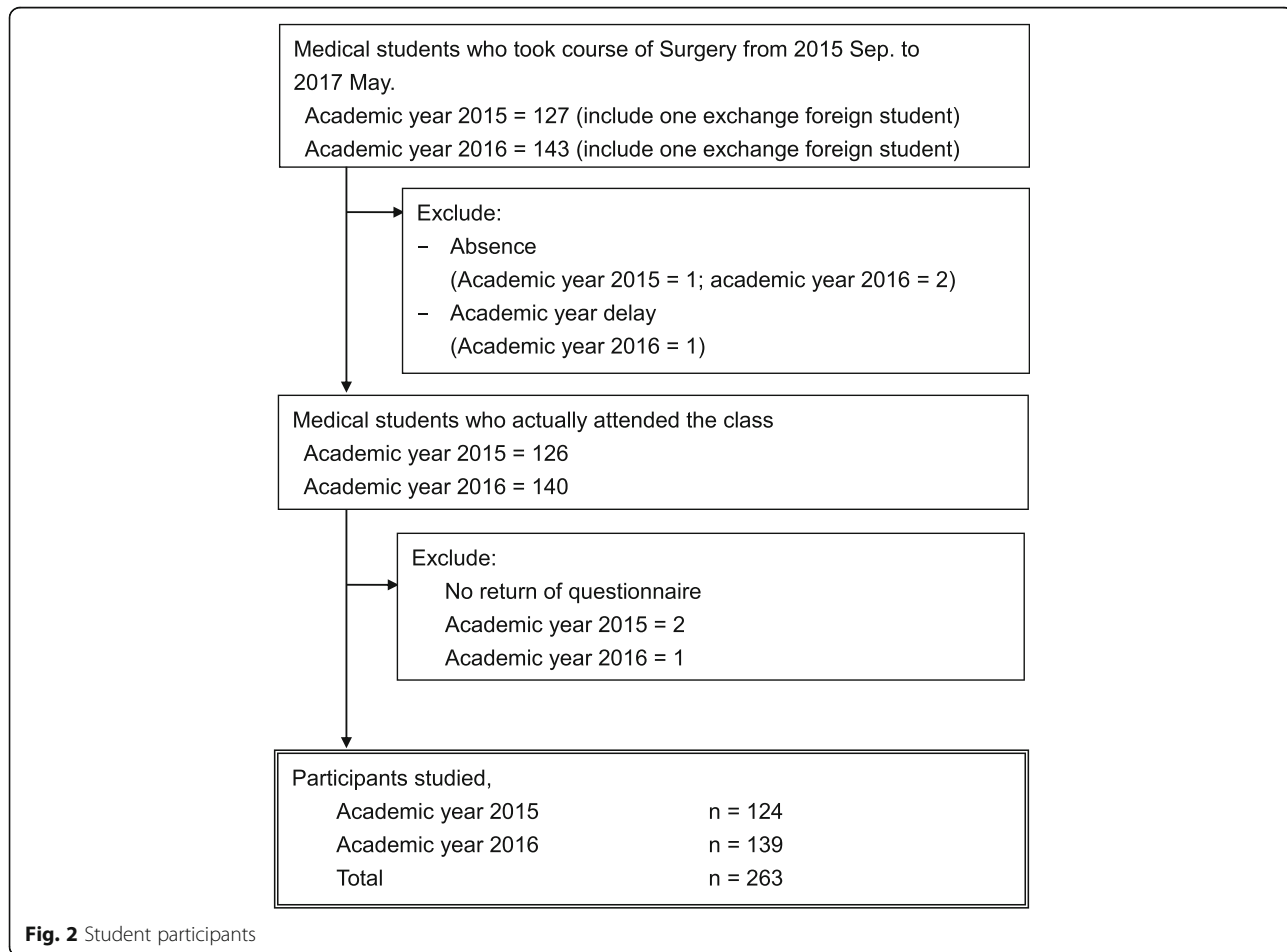 Medical students who took course of Surgery from 2015 Sep. to
2017 May.
Academic year 2015 = 127 (include one exchange foreign student)
Academic year 2016 = 143 (include one exchange foreign student)
Exclude:
– Absence
(Academic year 2015 = 1; academic year 2016 = 2)
– Academic year delay
(Academic year 2016 = 1)
Medical students who actually attended the class
Academic year 2015 = 126
Academic year 2016 = 140
Exclude:
No return of questionnaire
Academic year 2015 = 2
Academic year 2016 = 1
Participants studied,
Academic year 2015 n = 124
Academic year 2016 n = 139
Total n = 263
Fig. 2 Student participants